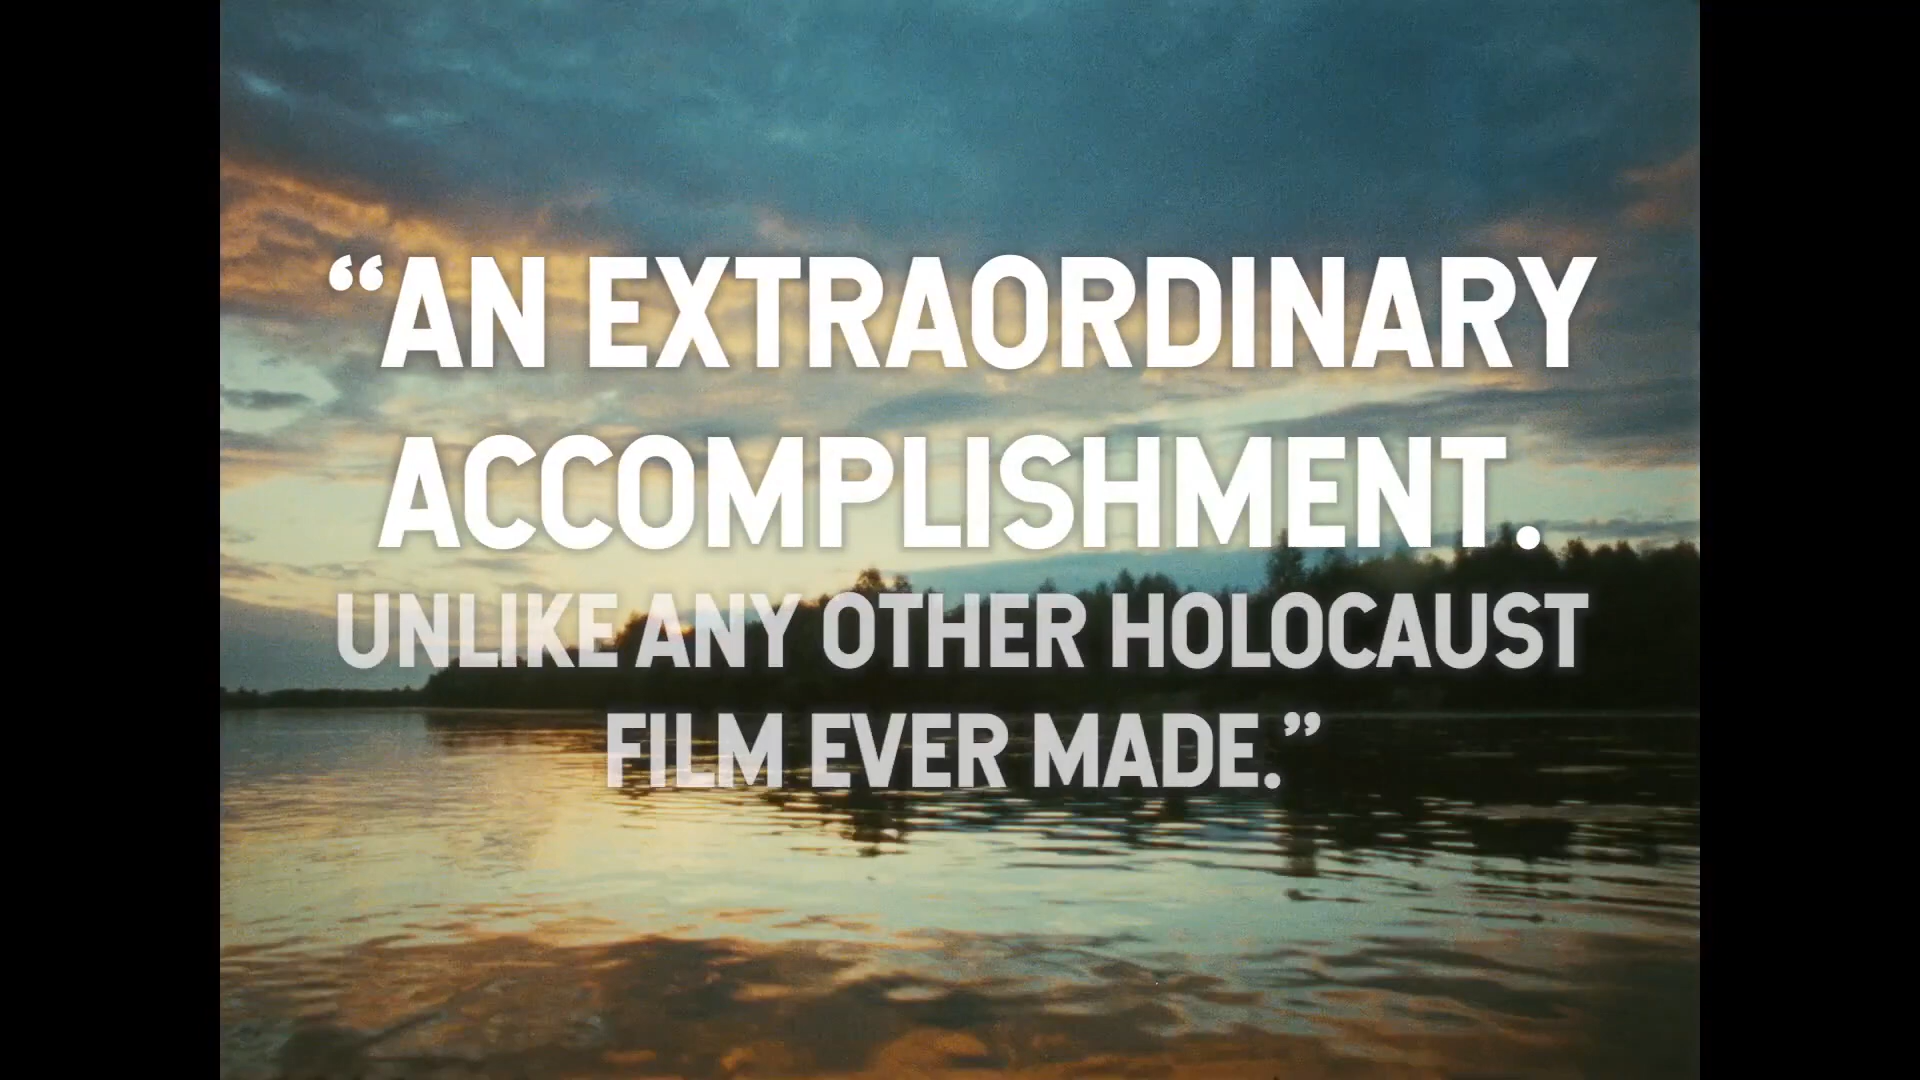 “AN EXTRAORDINARY
ACCOMPLISHMENT.
UNLIKE ANY OTHER HOLOCAUST
FILM EVER MADE.”